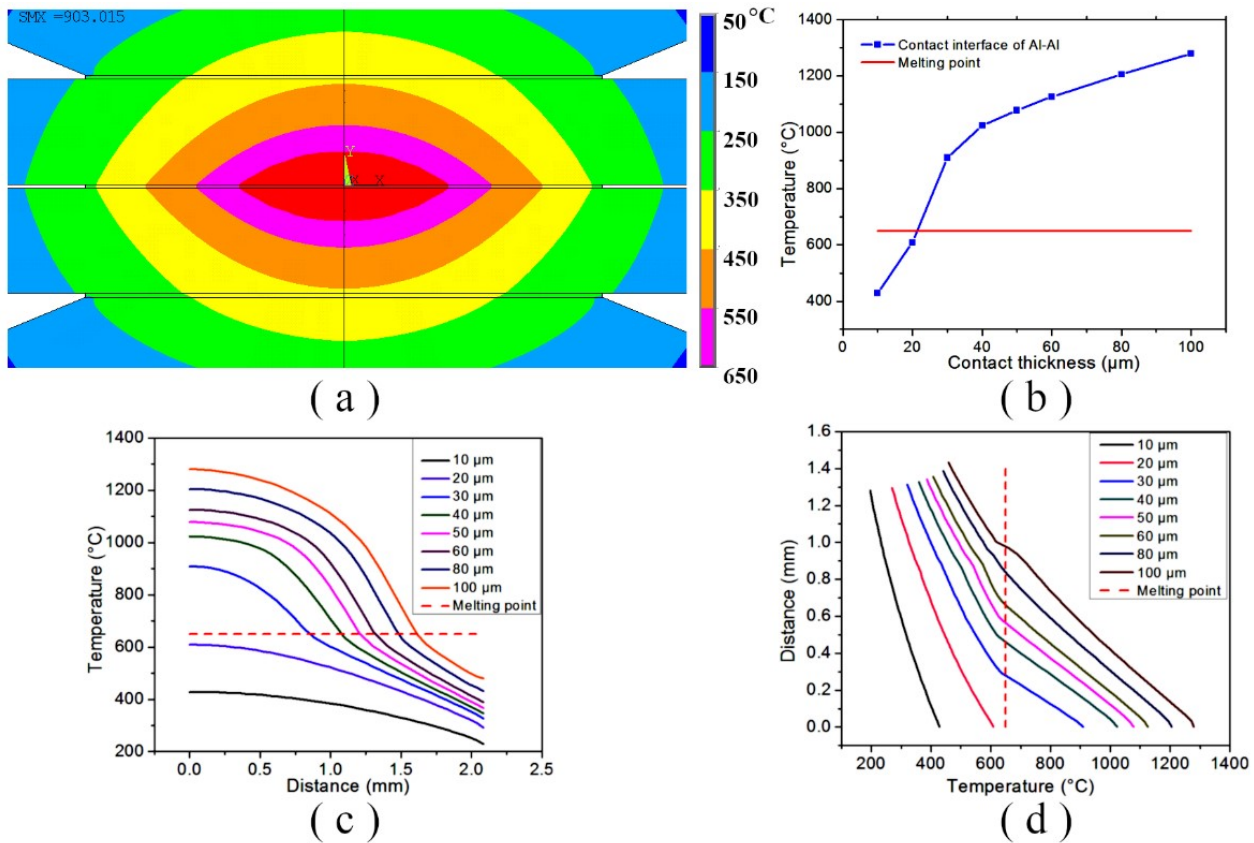 SMX =903.015
Y
X
50°C
150
250
350
450
550
650
( a )
Contact interface of Al-Al
Melting point
Temperature (°C)
1400
1200
1000
800
600
400
0 20 40 60 80 100
Contact thickness (µm)
( b )
Temperature (°C)
1400
1200
1000
800
600
400
200
10 µm
20 µm
30 µm
40 µm
50 µm
60 µm
80 µm
100 µm
Melting point
0.0 0.5 1.0 1.5 2.0 2.5
Distance (mm)
( c )
Distance (mm)
1.6
1.4
1.2
1.0
0.8
0.6
0.4
0.2
0.0
10 µm
20 µm
30 µm
40 µm
50 µm
60 µm
80 µm
100 µm
Melting point
200 400 600 800 1000 1200 1400
Temperature (°C)
( d )